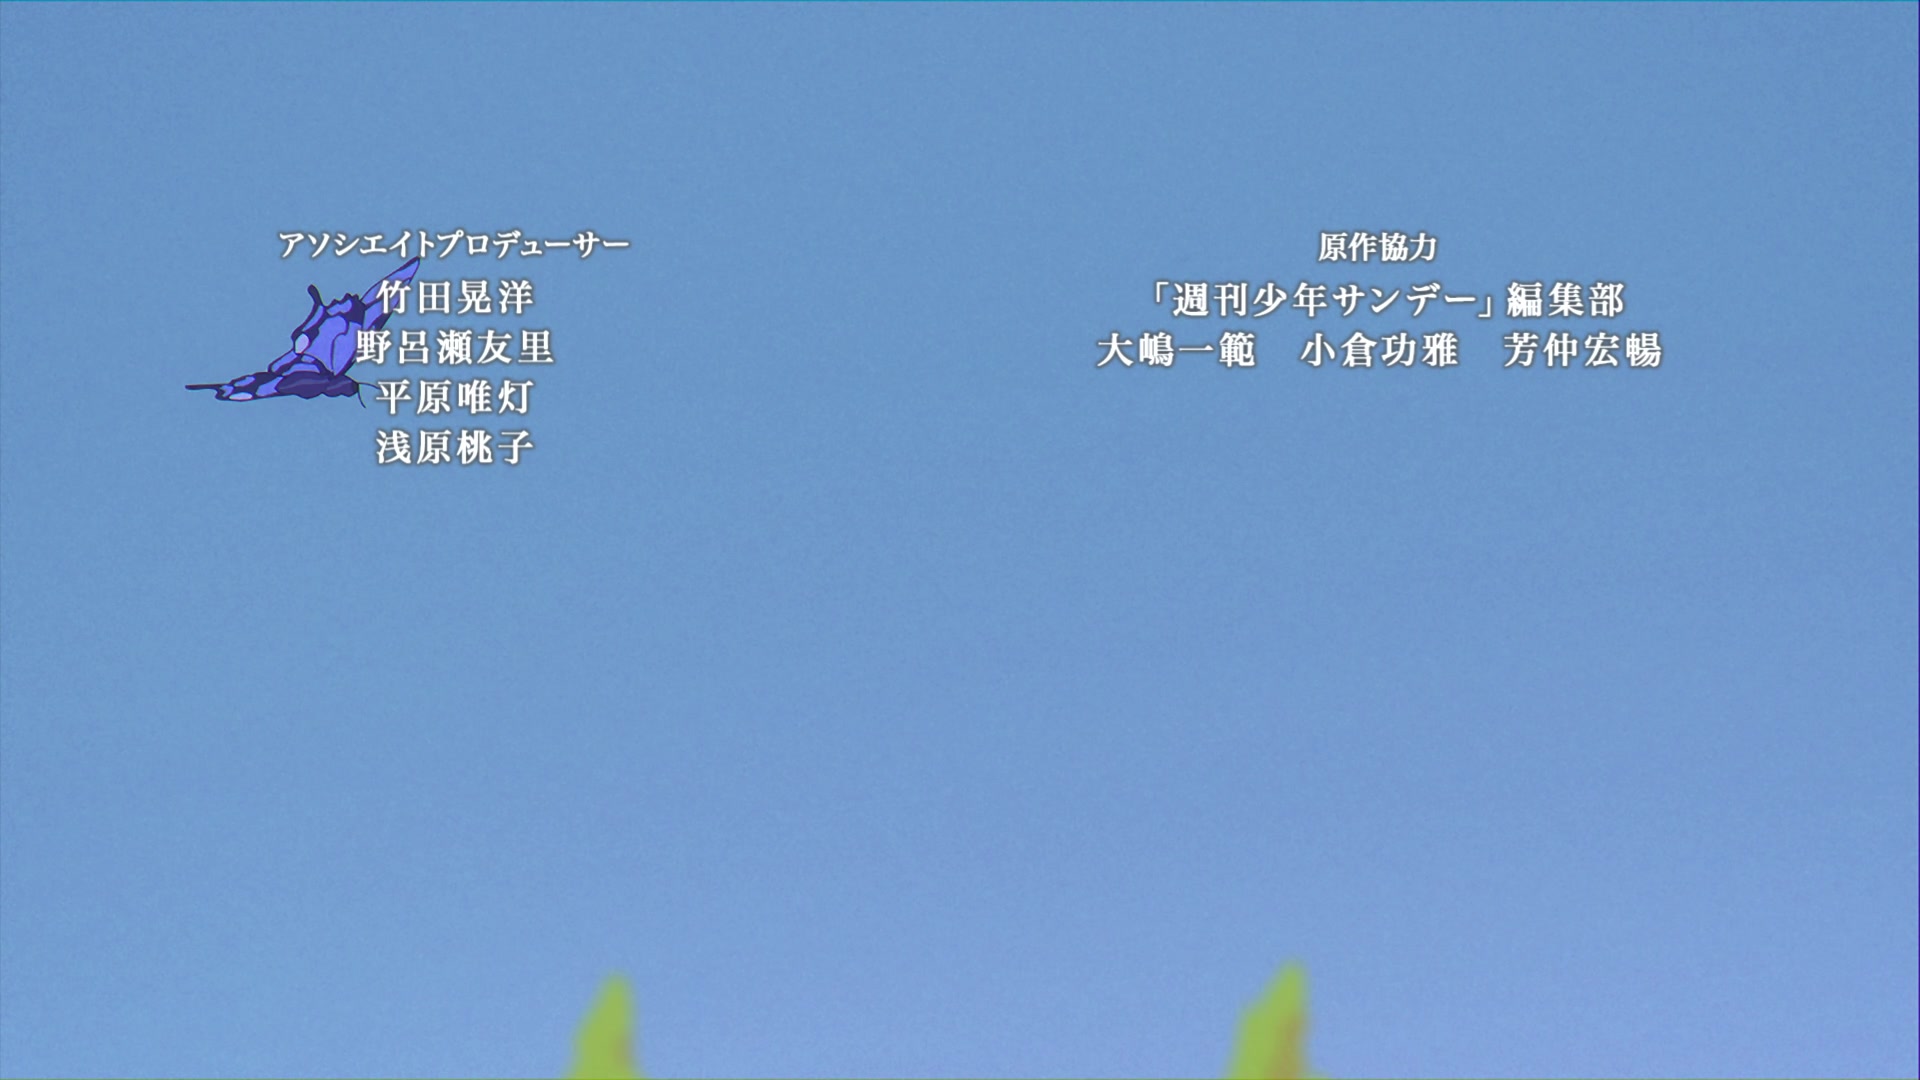 アソシエイトプロデューサー
竹田晃洋
野呂瀬友里
平原唯灯
浅原桃子
原作協力
「週刊少年サンデー」編集部
大嶋一範　小倉功雅　芳仲宏暢